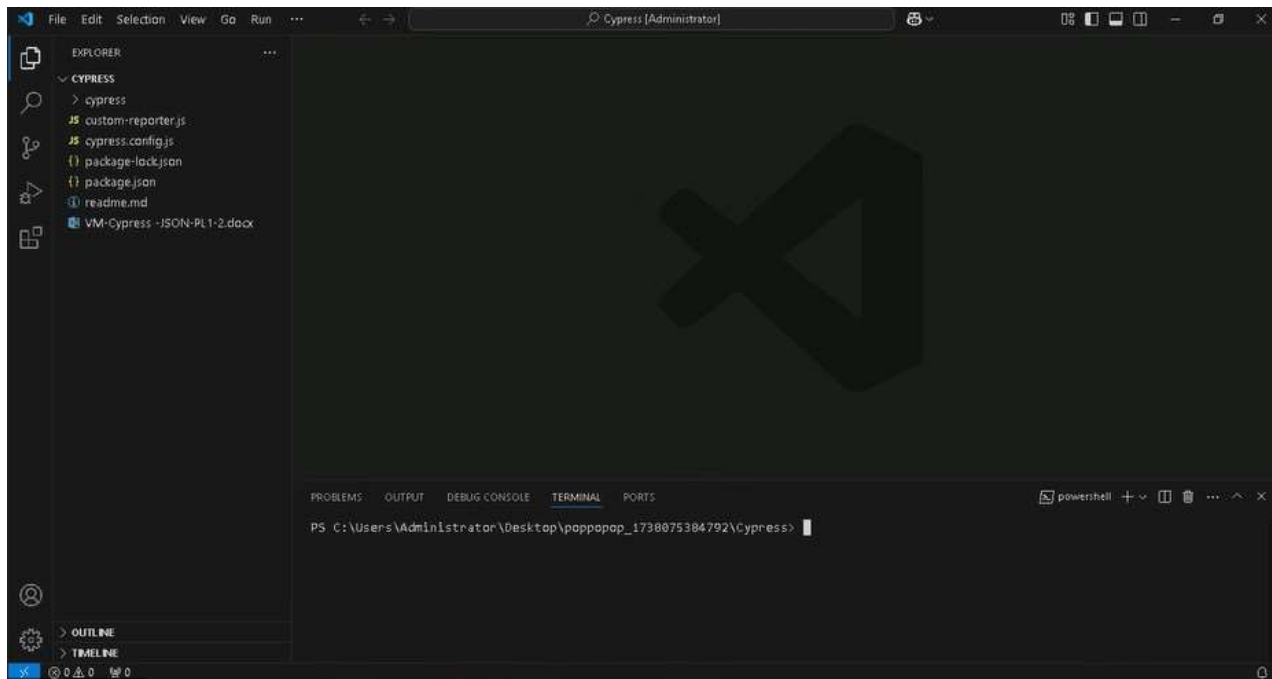 File Edit Selection View Go Run ···
Cypress [Administrator]
EXPLORER ···
CYPRESS
cypress
JS custom-reporter.js
JS cypress.config.js
{} package-lock.json
{} package.json
readme.md
VM-Cypress -JSON-PL1-2.docx
PROBLEMS OUTPUT DEBUG CONSOLE TERMINAL PORTS
powershell
PS C:\Users\Administrator\Desktop\poppopop_1738075384792\Cypress>
OUTLINE
TIMELINE
0 0 0